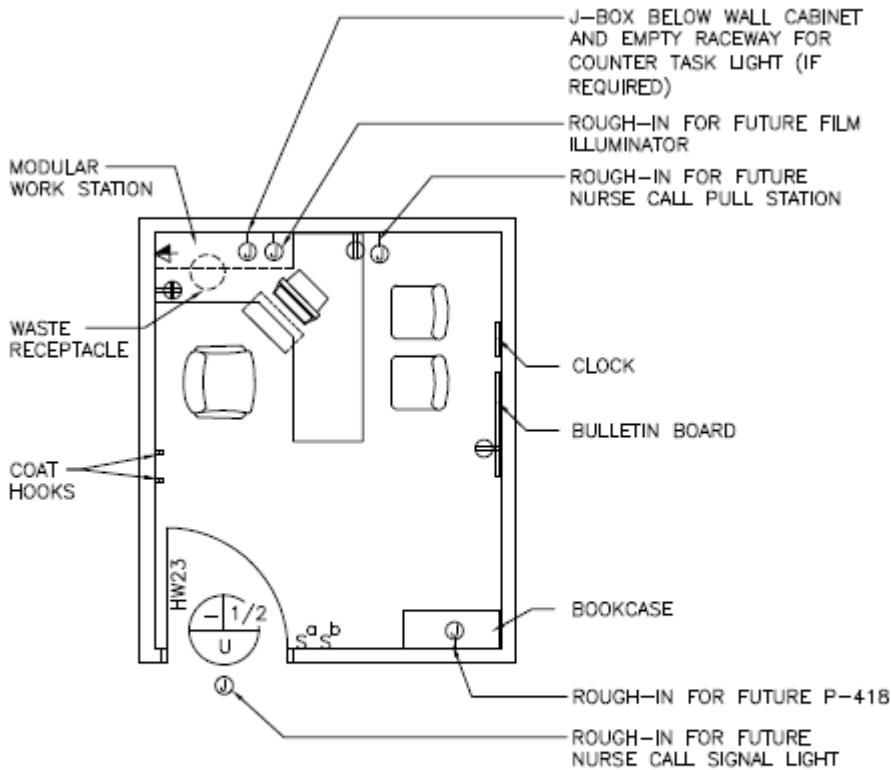 J-BOX BELOW WALL CABINET
AND EMPTY RACEWAY FOR
COUNTER TASK LIGHT (IF
REQUIRED)
ROUGH-IN FOR FUTURE FILM
ILLUMINATOR
ROUGH-IN FOR FUTURE
NURSE CALL PULL STATION
MODULAR
WORK STATION
J
J
J
WASTE
RECEPTACLE
CLOCK
BULLETIN BOARD
COAT
HOOKS
HW23
- 1/2
U
S a S b
BOOKCASE
J
ROUGH-IN FOR FUTURE P-418
J
ROUGH-IN FOR FUTURE
NURSE CALL SIGNAL LIGHT